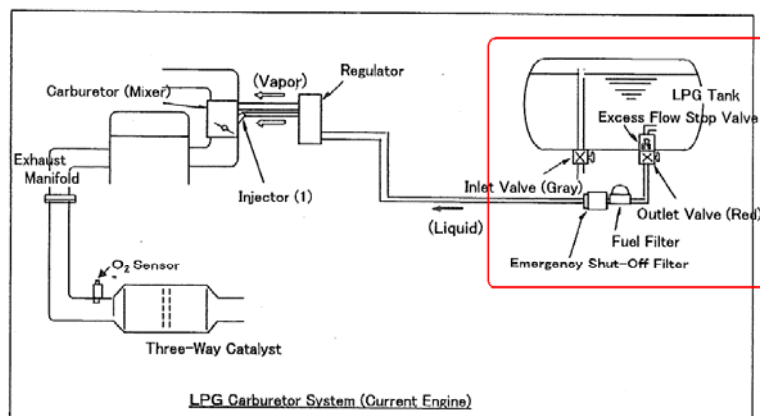 (Vapor)
Regulator
Carburetor (Mixer)
LPG Tank
Excess Flow Stop Valve
Exhaust
Manifold
Injector (1)
Inlet Valve (Gray)
Outlet Valve (Red)
(Liquid)
Fuel Filter
Emergency Shut-Off Filter
O2 Sensor
Three-Way Catalyst
LPG Carburetor System (Current Engine)